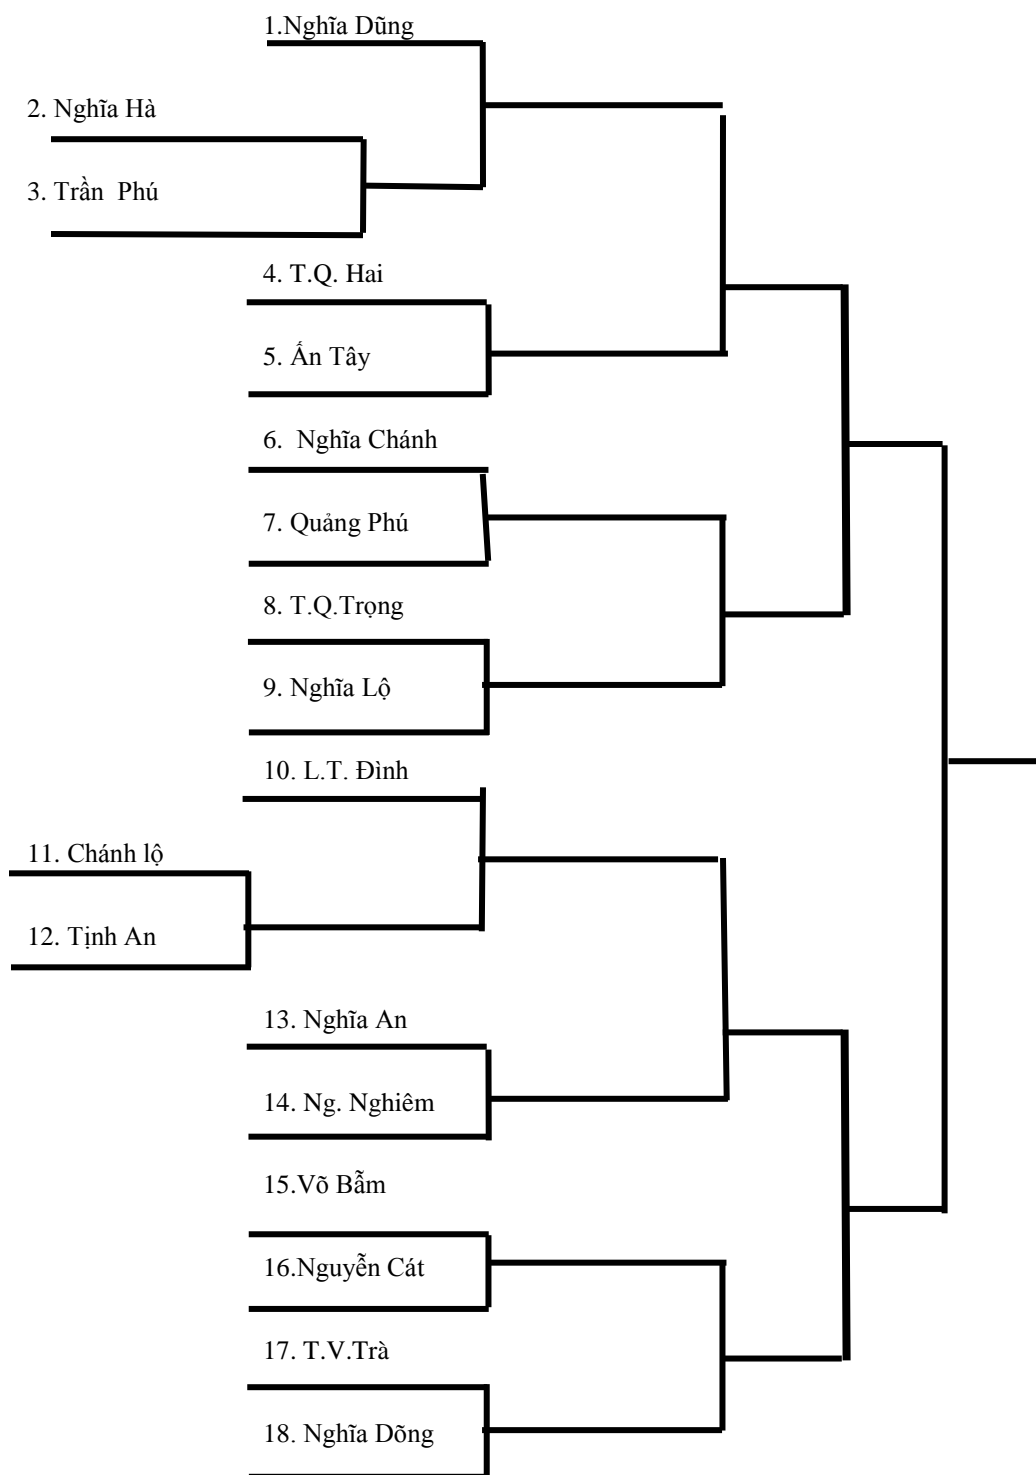 1.Nghĩa Dũng
2. Nghĩa Hà
3. Trần Phú
4. T.Q. Hai
5. Ấn Tây
6. Nghĩa Chánh
7. Quảng Phú
8. T.Q.Trọng
9. Nghĩa Lộ
10. L.T. Đình
11. Chánh lộ
12. Tịnh An
13. Nghĩa An
14. Ng. Nghiêm
15.Võ Bẫm
16.Nguyễn Cát
17. T.V.Trà
18. Nghĩa Dõng